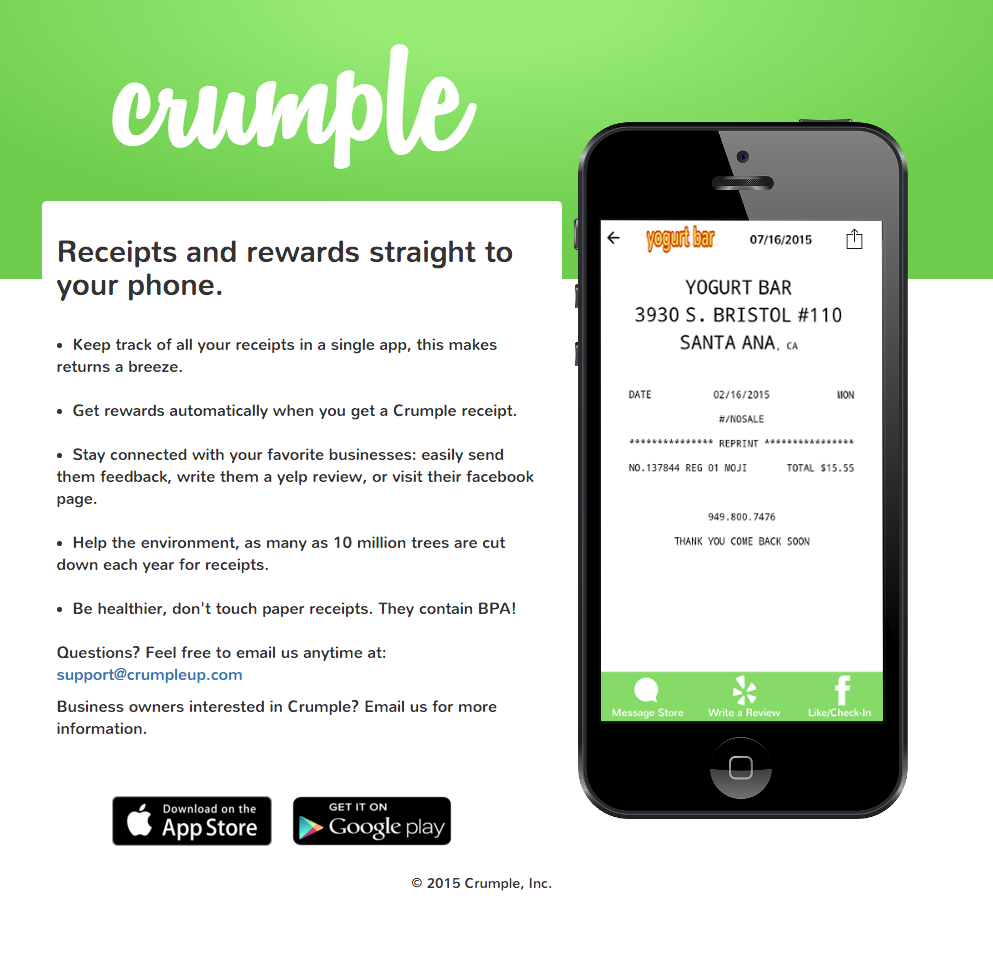 crumple
Receipts and rewards straight to
your phone.
• Keep track of all your receipts in a single app, this makes
returns a breeze.
• Get rewards automatically when you get a Crumple receipt.
• Stay connected with your favorite businesses: easily send
them feedback, write them a yelp review, or visit their facebook
page.
• Help the environment, as many as 10 million trees are cut
down each year for receipts.
• Be healthier, don't touch paper receipts. They contain BPA!
Questions? Feel free to email us anytime at:
support@crumpleup.com
Business owners interested in Crumple? Email us for more
information.
Download on the
App Store
GET IT ON
Google play
yogurt bar 07/16/2015
YOGURT BAR
3930 S. BRISTOL #110
SANTA ANA, CA
DATE 02/16/2015 MON
#/NOSALE
*************** REPRINT ****************
NO.137844 REG 01 NOJI TOTAL $15.55
949.800.7476
THANK YOU COME BACK SOON
Message Store Write a Review Like/Check-In
© 2015 Crumple, Inc.